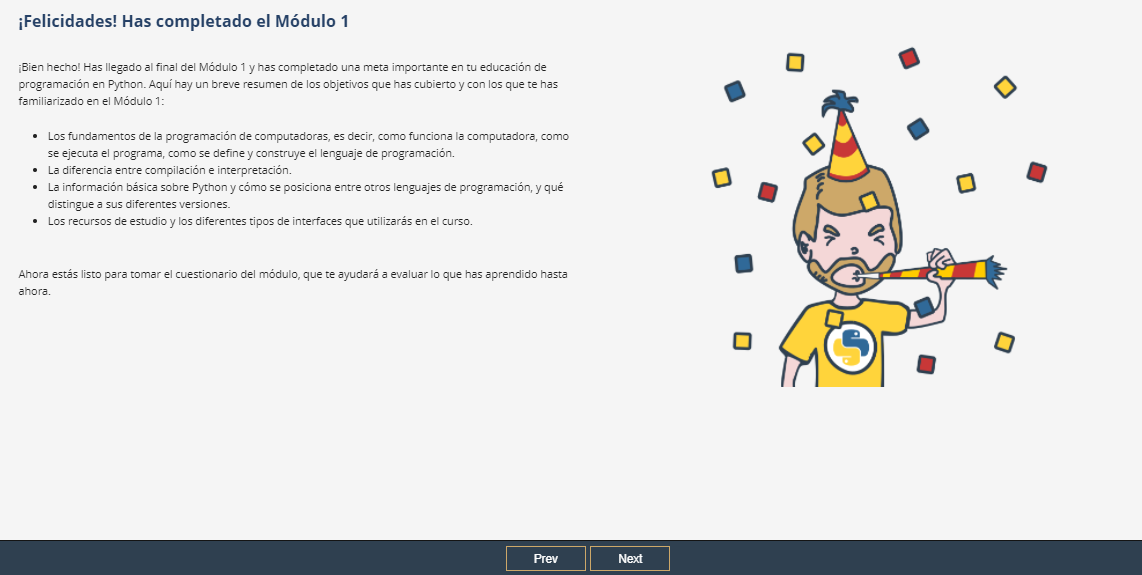 ¡Felicidades! Has completado el Módulo 1
¡Bien hecho! Has llegado al final del Módulo 1 y has completado una meta importante en tu educación de
programación en Python. Aquí hay un breve resumen de los objetivos que has cubierto y con los que te has
familiarizado en el Módulo 1:
• Los fundamentos de la programación de computadoras, es decir, como funciona la computadora, como
se ejecuta el programa, como se define y construye el lenguaje de programación.
• La diferencia entre compilación e interpretación.
• La información básica sobre Python y cómo se posiciona entre otros lenguajes de programación, y qué
distingue a sus diferentes versiones.
• Los recursos de estudio y los diferentes tipos de interfaces que utilizarás en el curso.
Ahora estás listo para tomar el cuestionario del módulo, que te ayudará a evaluar lo que has aprendido hasta
ahora.
Prev Next